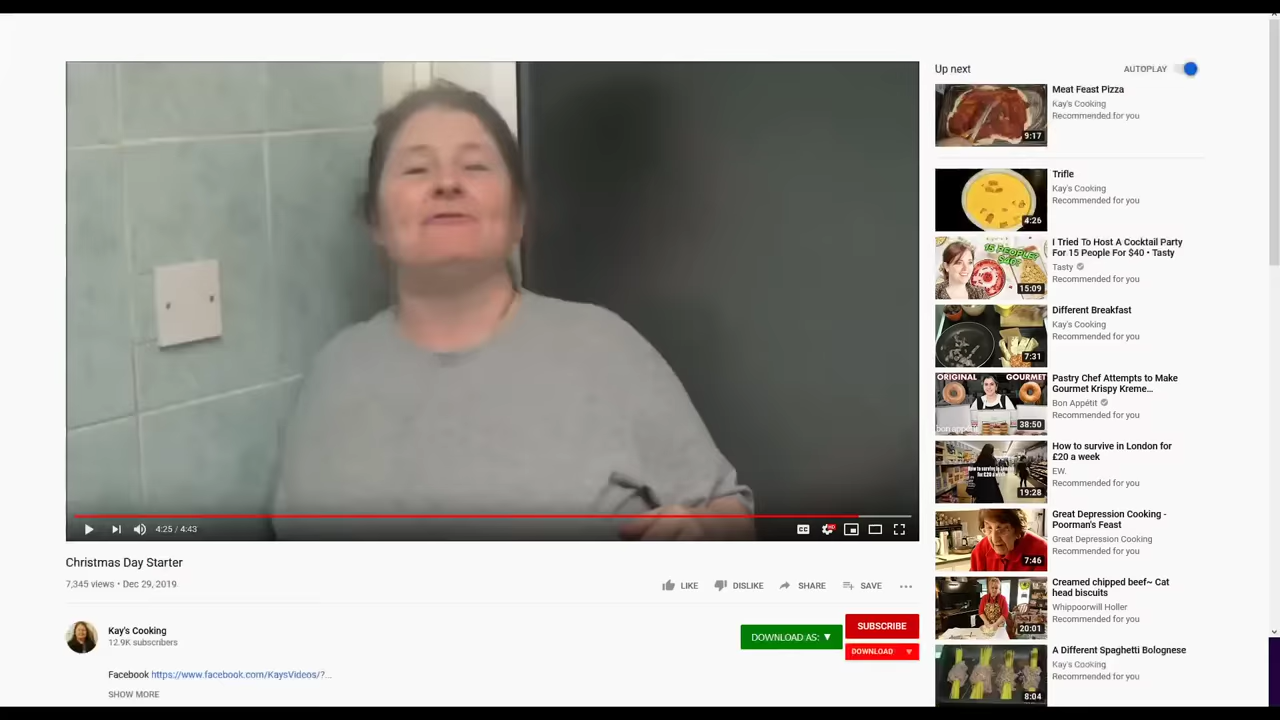 Up next
AUTOPLAY
Meat Feast Pizza
Kay's Cooking
Recommended for you
9:17
Trifle
Kay's Cooking
Recommended for you
4:26
I Tried To Host A Cocktail Party
For 15 People For $40 • Tasty
Tasty
Recommended for you
15 PEOPLE?
$40?
15:09
Different Breakfast
Kay's Cooking
Recommended for you
7:31
Pastry Chef Attempts to Make
Gourmet Krispy Kreme...
Bon Appétit
Recommended for you
ORIGINAL
GOURMET
bon appétit
38:50
How to survive in London for
£20 a week
EW.
Recommended for you
19:28
Great Depression Cooking -
Poorman's Feast
Great Depression Cooking
Recommended for you
7:46
Creamed chipped beef~ Cat
head biscuits
Whippoorwill Holler
Recommended for you
20:01
A Different Spaghetti Bolognese
Kay's Cooking
Recommended for you
8:04
4:25 / 4:43
CC
HD
Christmas Day Starter
7,345 views • Dec 29, 2019
LIKE
DISLIKE
SHARE
SAVE
Kay's Cooking
12.9K subscribers
DOWNLOAD AS: ▼
SUBSCRIBE
DOWNLOAD
Facebook https://www.facebook.com/KaysVideos/?...
SHOW MORE